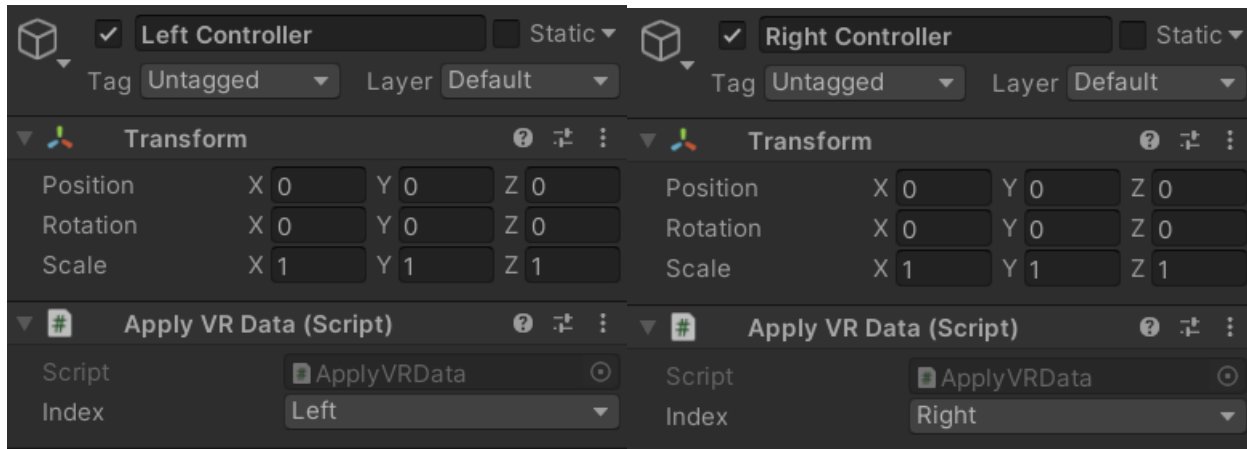 Left Controller Static
Tag Untagged Layer Default
Transform
Position X 0 Y 0 Z 0
Rotation X 0 Y 0 Z 0
Scale X 1 Y 1 Z 1
# Apply VR Data (Script)
Script # ApplyVRData
Index Left
Right Controller Static
Tag Untagged Layer Default
Transform
Position X 0 Y 0 Z 0
Rotation X 0 Y 0 Z 0
Scale X 1 Y 1 Z 1
# Apply VR Data (Script)
Script # ApplyVRData
Index Right